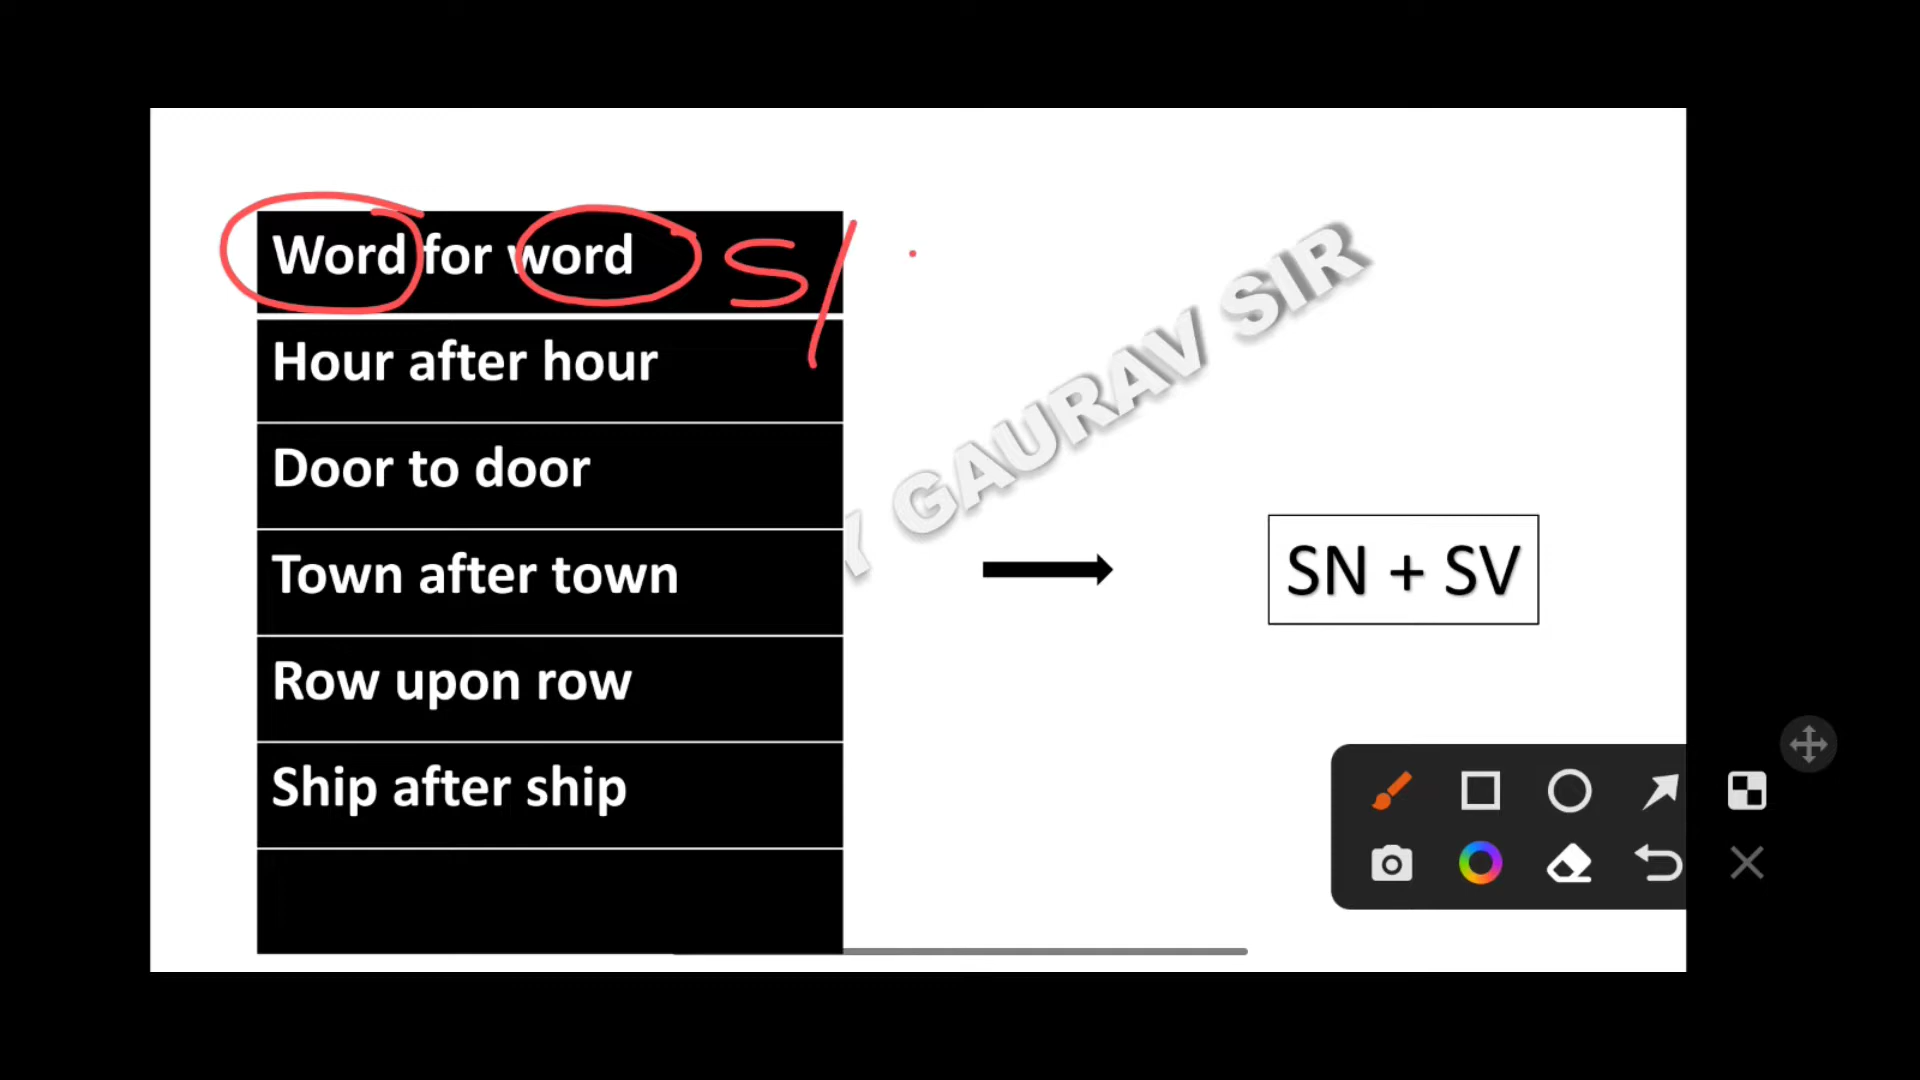 Word for word S/
Hour after hour
Door to door
Town after town
Row upon row
Ship after ship
Y GAURAV SIR
SN + SV